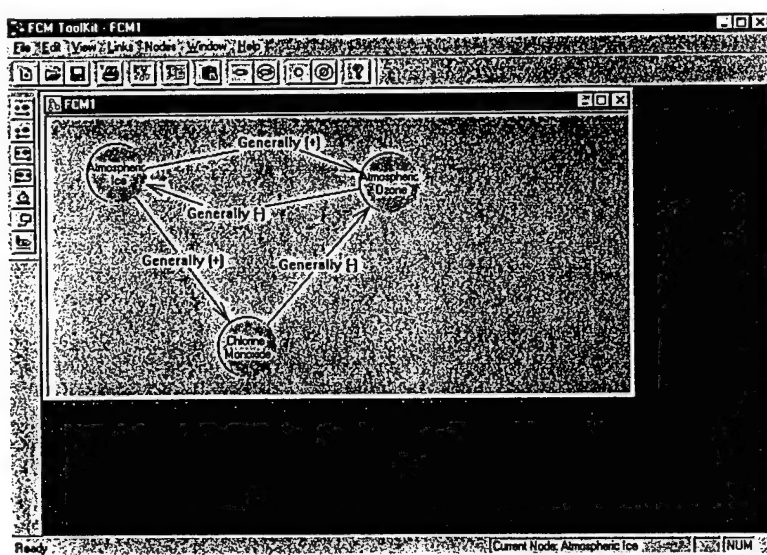 FCM ToolKit - FCM1
File Edit View Links Nodes Window Help
FCM1
Generally (+)
Atmospheric
Ice
Atmospheric
Ozone
Generally (-)
Generally (+)
Generally (-)
Chlorine
Monoxide
Ready
Current Node: Atmospheric Ice
NUM